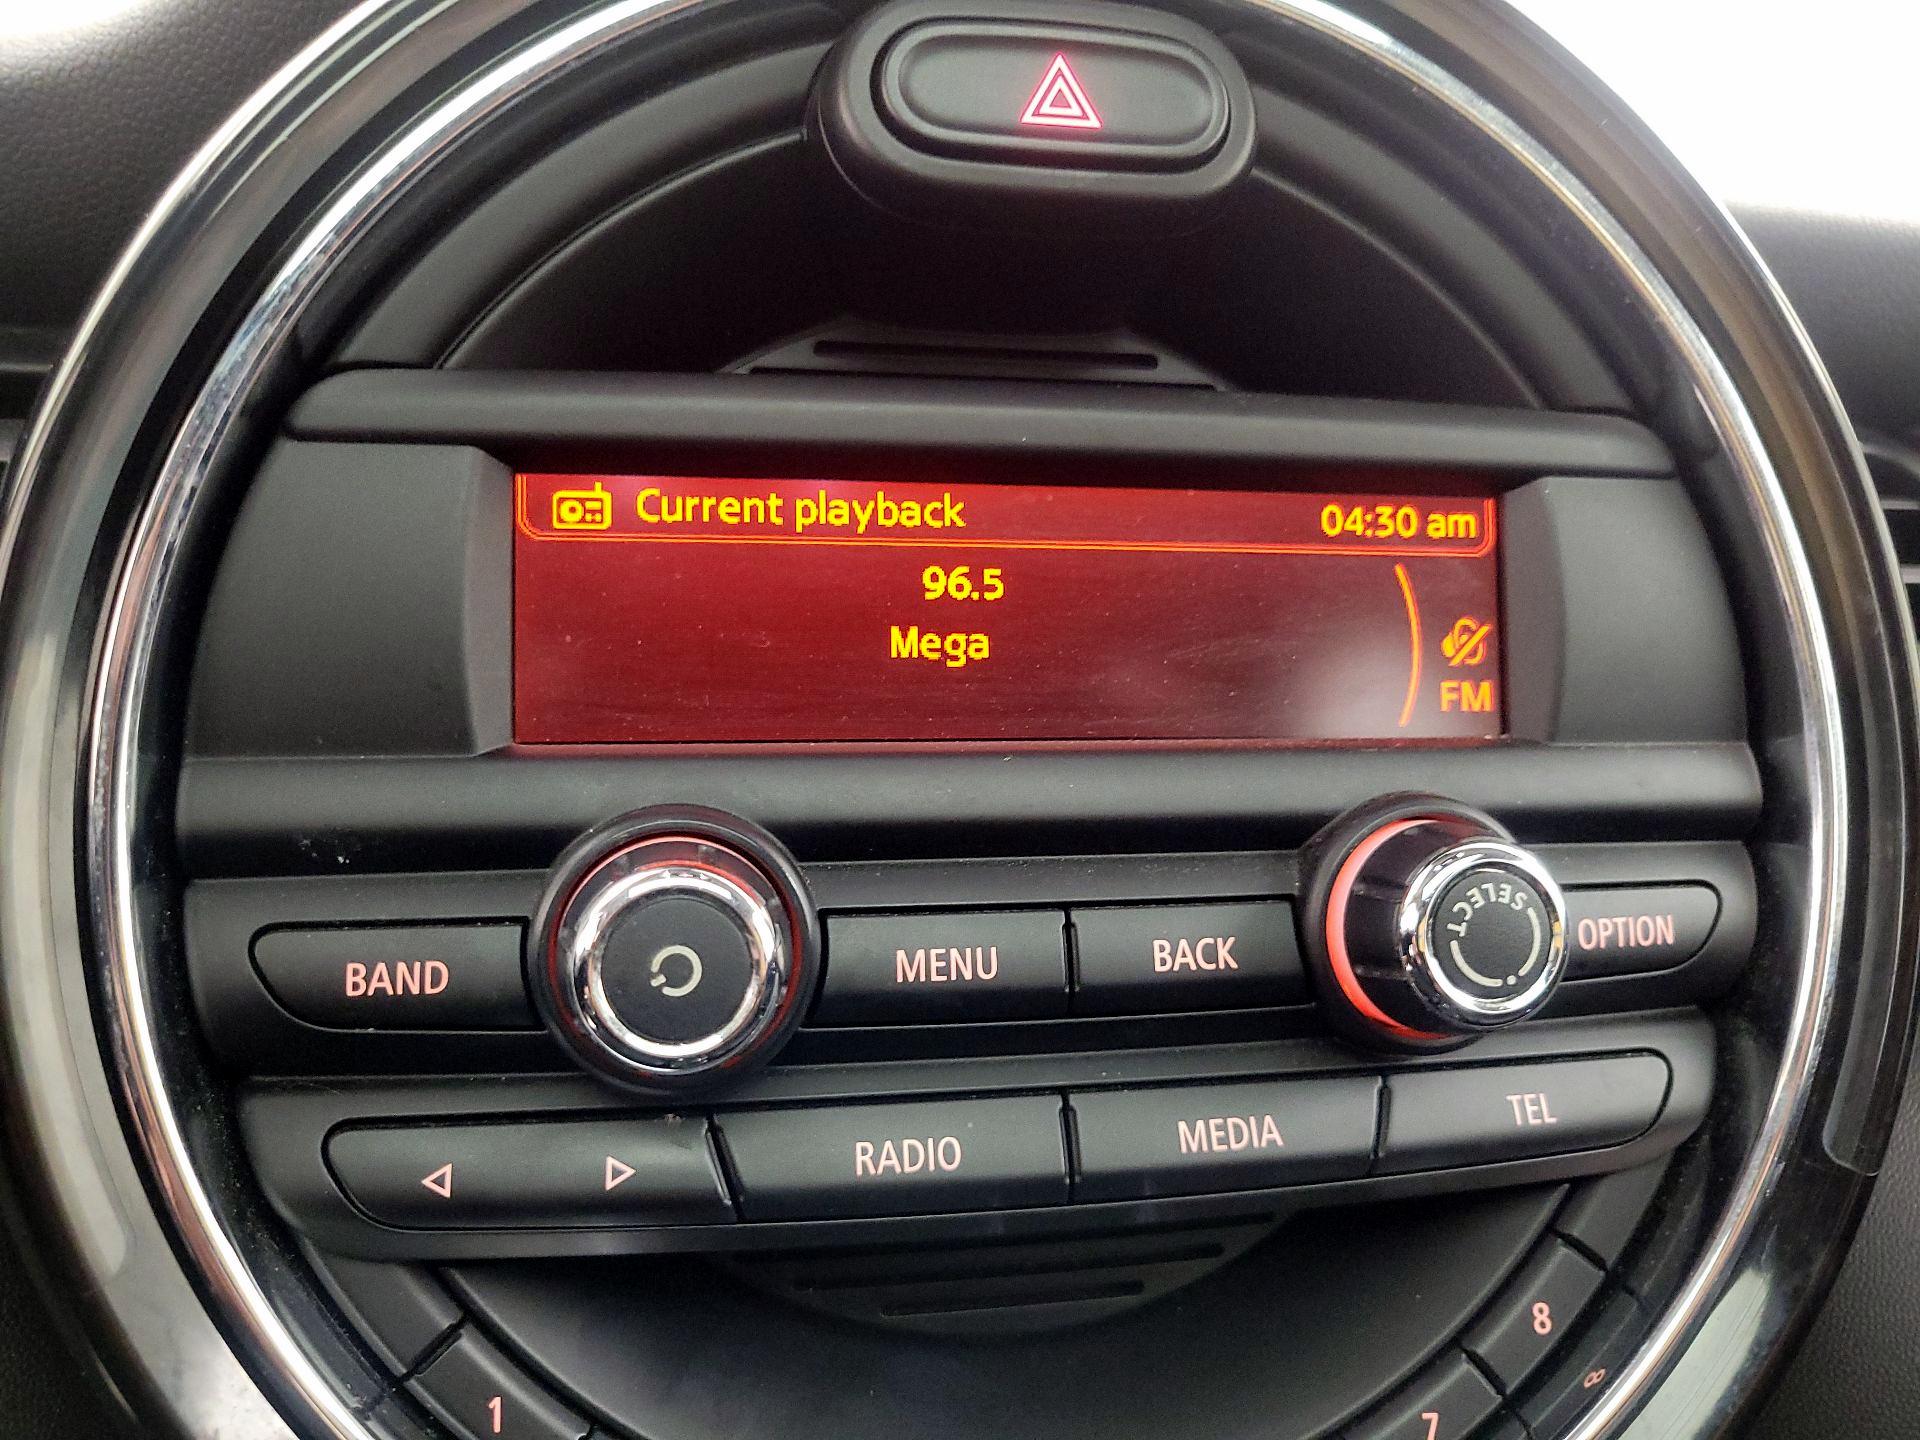 Current playback 04:30 am
96.5
Mega
FM
BAND MENU BACK SELECT OPTION
RADIO MEDIA TEL
8
1
7